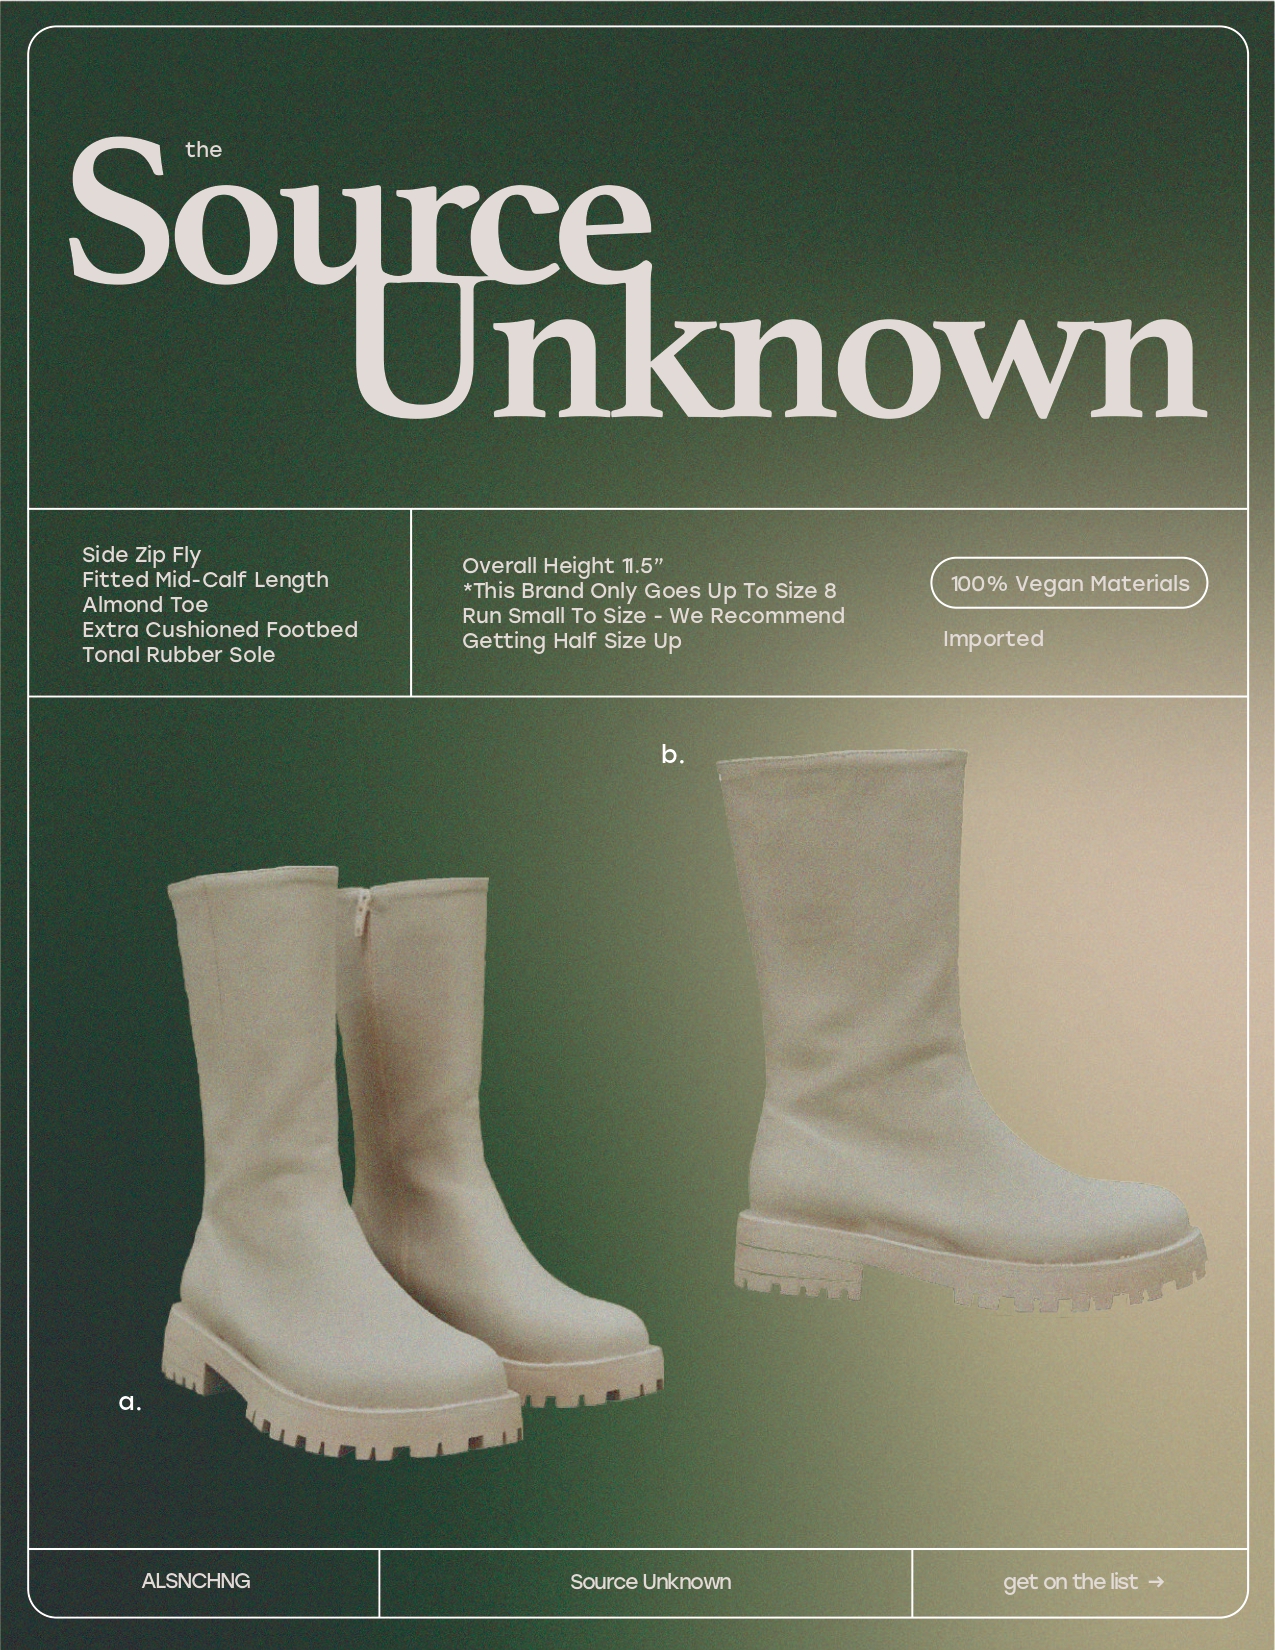 the
Source
Unknown
Side Zip Fly
Fitted Mid-Calf Length
Almond Toe
Extra Cushioned Footbed
Tonal Rubber Sole
Overall Height 11.5”
*This Brand Only Goes Up To Size 8
Run Small To Size - We Recommend
Getting Half Size Up
100% Vegan Materials
Imported
b.
a.
ALSNCHNG
Source Unknown
get on the list →